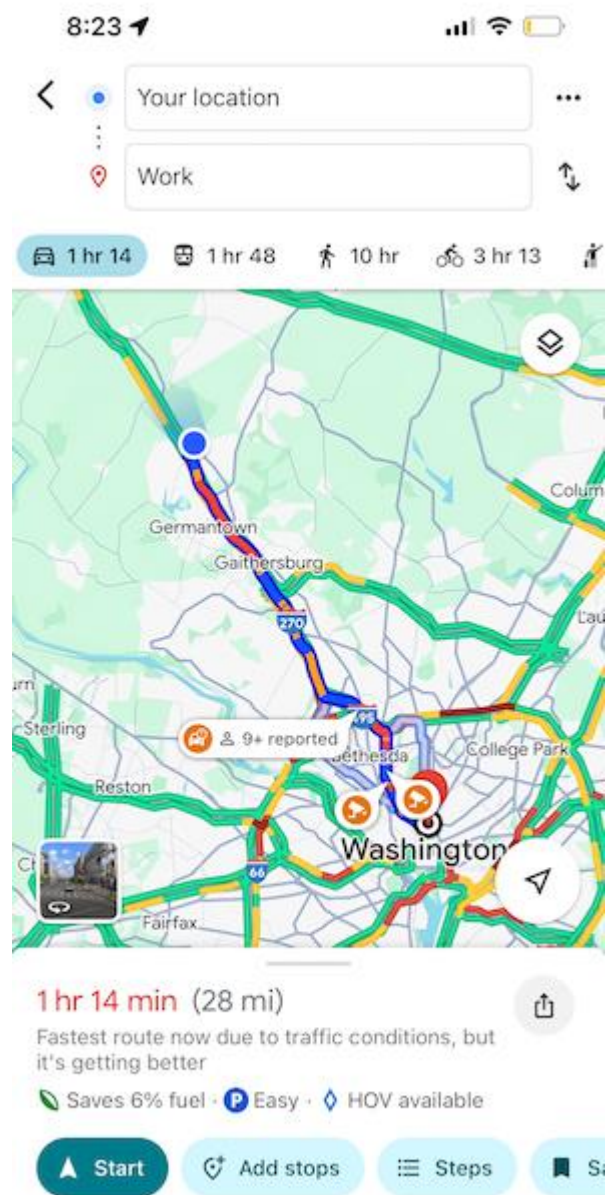 8:23
Your location
Work
1 hr 14
1 hr 48
10 hr
3 hr 13
Colum
Germantown
Gaithersburg
270
Lau
Sterling
495
9+ reported
Bethesda
College Park
Reston
Washington
66
Fairfax
1 hr 14 min (28 mi)
Fastest route now due to traffic conditions, but
it's getting better
Saves 6% fuel · P Easy · HOV available
Start
Add stops
Steps
Sa